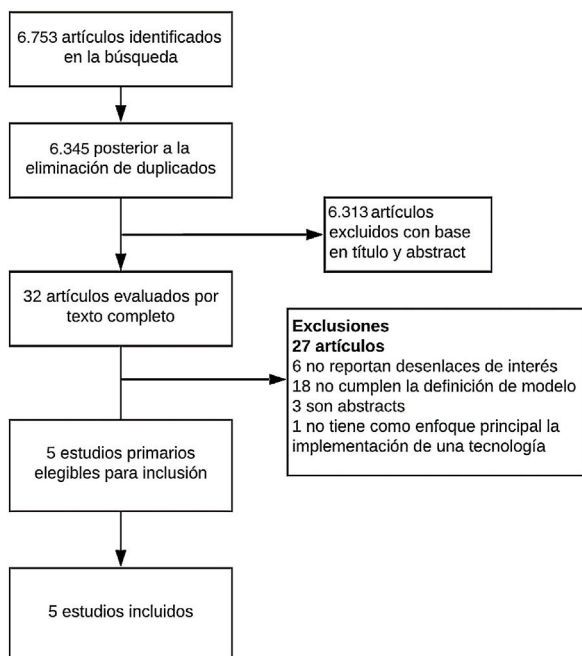 6.753 artículos identificados
en la búsqueda
6.345 posterior a la
eliminación de duplicados
6.313 artículos
excluidos con base
en título y abstract
32 artículos evaluados por
texto completo
Exclusiones
27 artículos
6 no reportan desenlaces de interés
18 no cumplen la definición de modelo
3 son abstracts
1 no tiene como enfoque principal la
implementación de una tecnología
5 estudios primarios
elegibles para inclusión
5 estudios incluidos